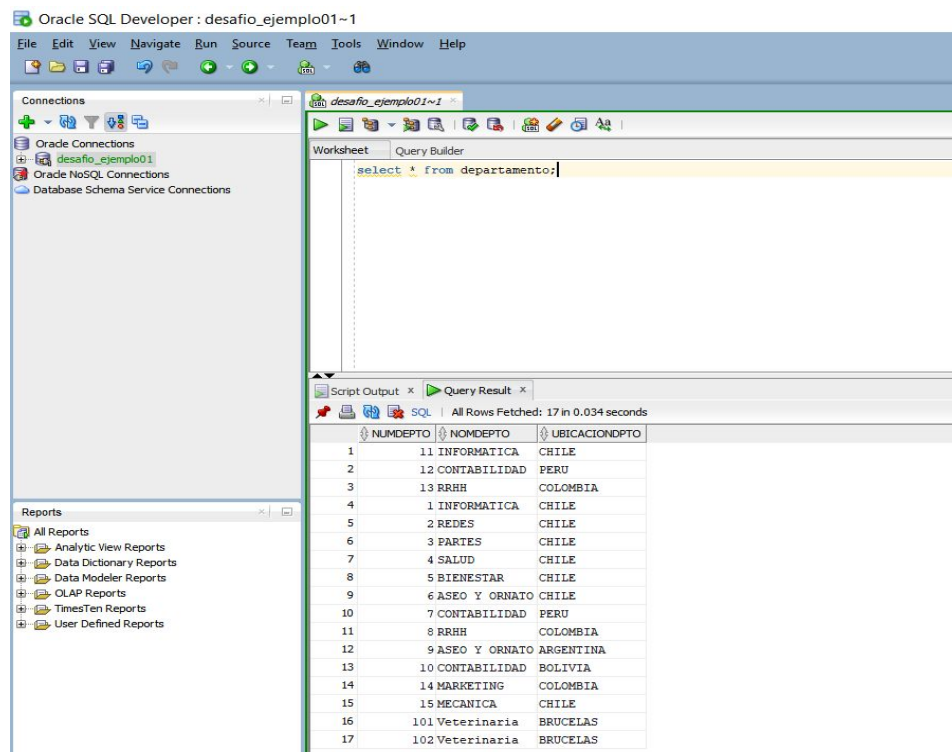 Oracle SQL Developer : desafio_ejemplo01~1
File Edit View Navigate Run Source Team Tools Window Help
Connections
Oracle Connections
desafio_ejemplo01
Oracle NoSQL Connections
Database Schema Service Connections
desafio_ejemplo01~1
Worksheet Query Builder
select * from departamento;
Script Output Query Result
SQL | All Rows Fetched: 17 in 0.034 seconds
NUMDEPTO NOMDEPTO UBICACIONDPTO
1 11 INFORMATICA CHILE
2 12 CONTABILIDAD PERU
3 13 RRHH COLOMBIA
4 1 INFORMATICA CHILE
5 2 REDES CHILE
6 3 PARTES CHILE
7 4 SALUD CHILE
8 5 BIENESTAR CHILE
9 6 ASEO Y ORNATO CHILE
10 7 CONTABILIDAD PERU
11 8 RRHH COLOMBIA
12 9 ASEO Y ORNATO ARGENTINA
13 10 CONTABILIDAD BOLIVIA
14 14 MARKETING COLOMBIA
15 15 MECANICA CHILE
16 101 Veterinaria BRUCELAS
17 102 Veterinaria BRUCELAS
Reports
All Reports
Analytic View Reports
Data Dictionary Reports
Data Modeler Reports
OLAP Reports
TimesTen Reports
User Defined Reports